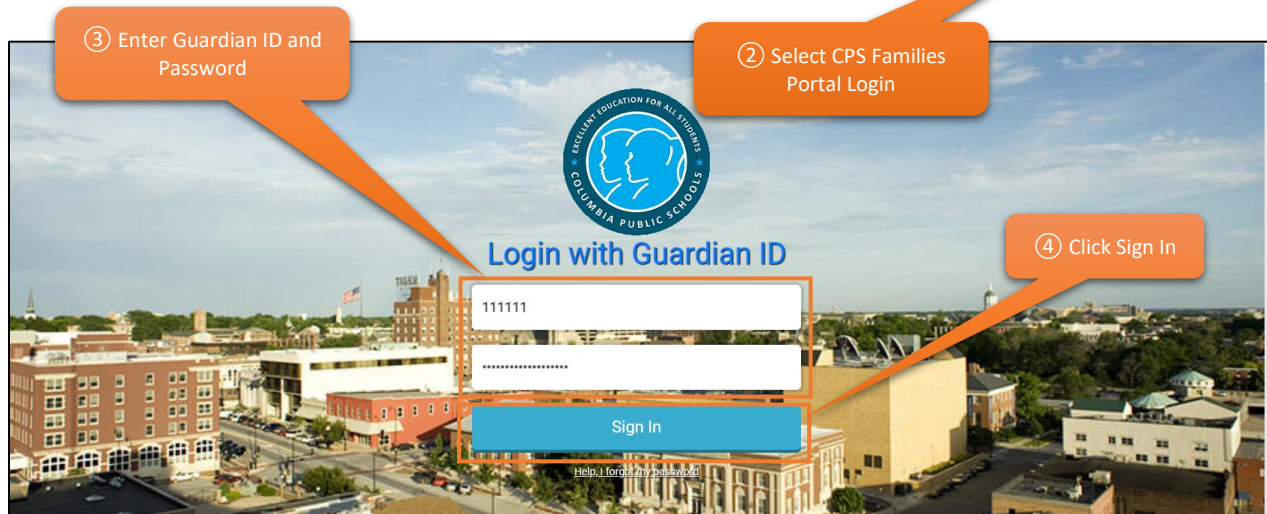 ③ Enter Guardian ID and
Password
② Select CPS Families
Portal Login
EXCELLENT EDUCATION FOR ALL STUDENTS
COLUMBIA PUBLIC SCHOOLS
Login with Guardian ID
④ Click Sign In
TIGER
111111
•••••••••••••••••••
Sign In
Help, I forgot my password